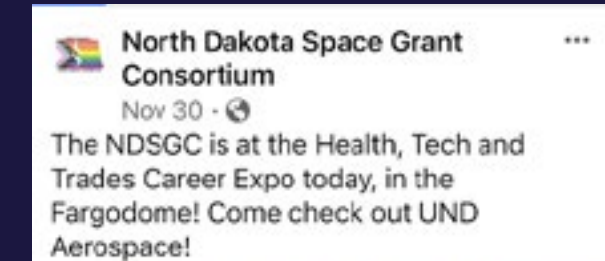 North Dakota Space Grant
Consortium
Nov 30 ·
The NDSGC is at the Health, Tech and
Trades Career Expo today, in the
Fargodome! Come check out UND
Aerospace!